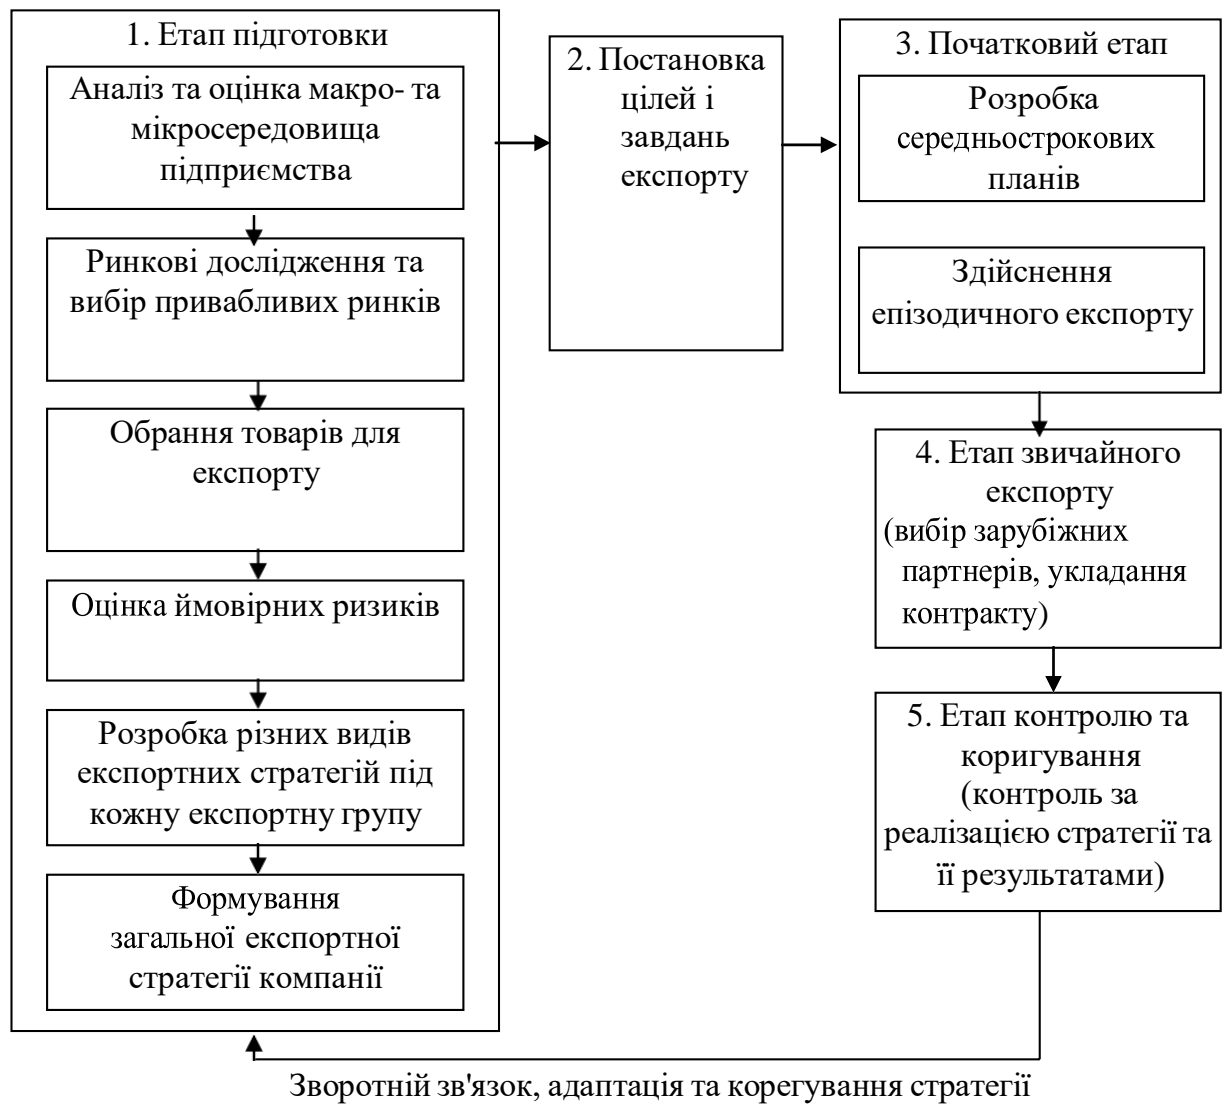 1. Етап підготовки
Аналіз та оцінка макро- та
мікросередовища
підприємства
Ринкові дослідження та
вибір привабливих ринків
Обрання товарів для
експорту
Оцінка ймовірних ризиків
Розробка різних видів
експортних стратегій під
кожну експортну групу
Формування
загальної експортної
стратегії компанії
2. Постановка
цілей і
завдань
експорту
3. Початковий етап
Розробка
середньострокових
планів
Здійснення
епізодичного експорту
4. Етап звичайного
експорту
(вибір зарубіжних
партнерів, укладання
контракту)
5. Етап контролю та
коригування
(контроль за
реалізацією стратегії та
її результатами)
Зворотній зв'язок, адаптація та корегування стратегії